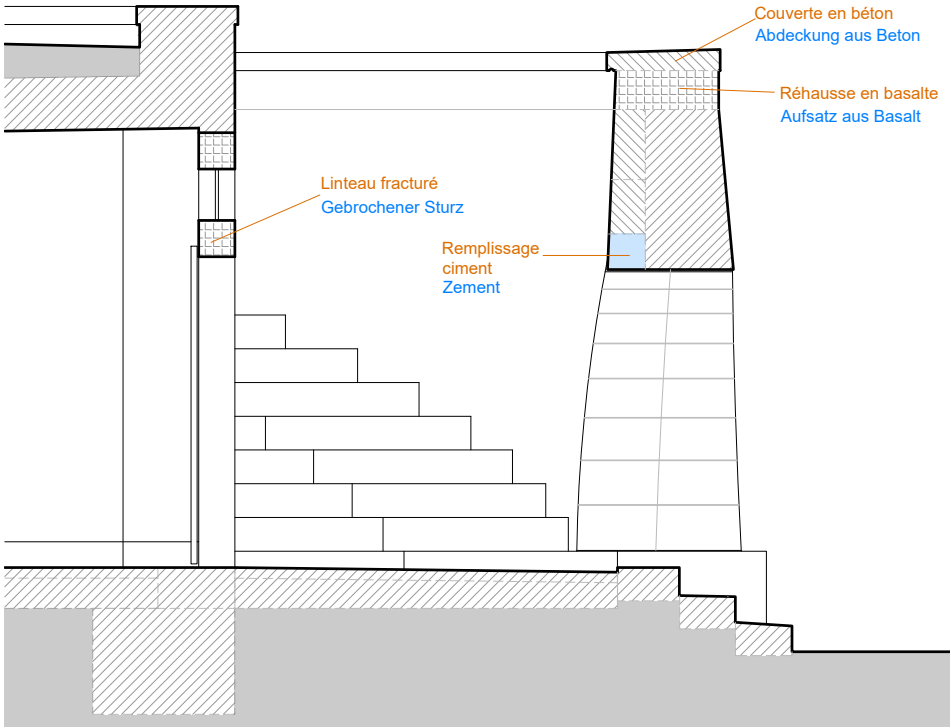 Couverte en béton
Abdeckung aus Beton
Réhausse en basalte
Aufsatz aus Basalt
Linteau fracturé
Gebrochener Sturz
Remplissage
ciment
Zement